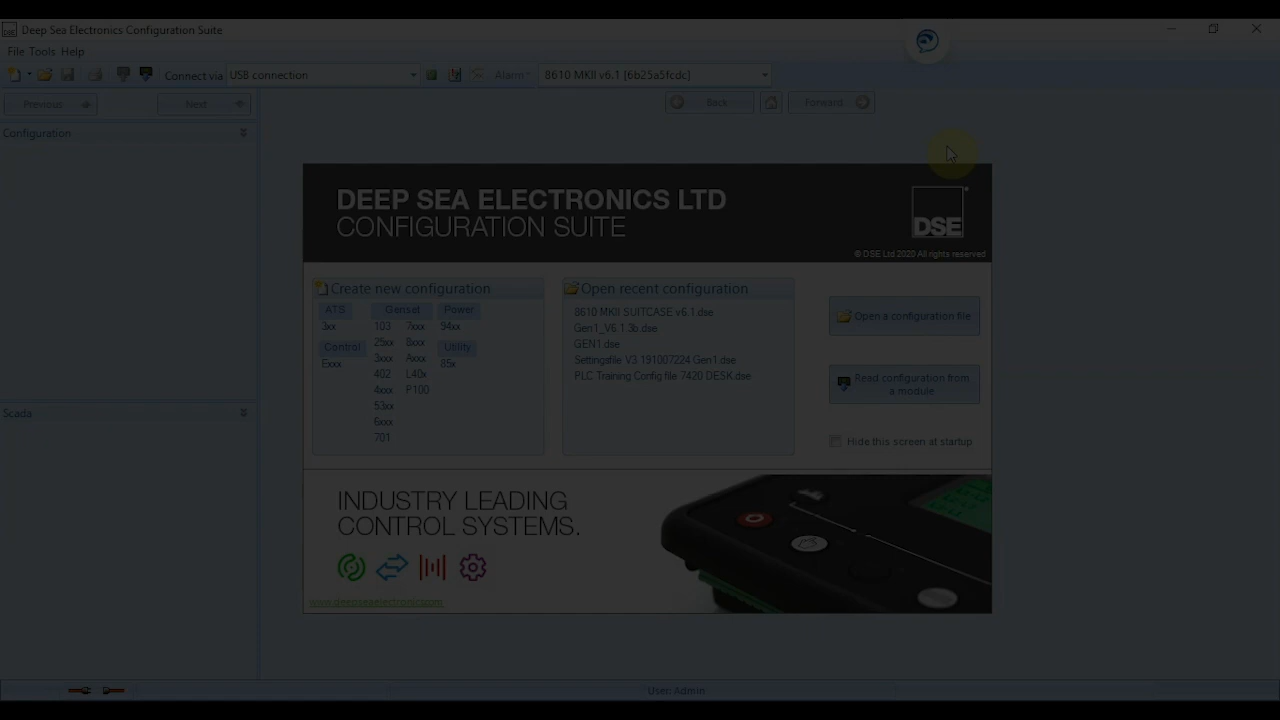 Deep Sea Electronics Configuration Suite
File Tools Help
Connect via USB connection Alarm 8610 MKII v6.1 [6b25a5fcdc]
Previous Next Back Forward
Configuration
DEEP SEA ELECTRONICS LTD
CONFIGURATION SUITE
DSE
© DSE Ltd 2020 All rights reserved
Create new configuration
ATS
3xx
Control
Exxx
Genset
103 7xxx
25xx 8xxx
3xxx Axxx
402 L40x
4xxx P100
53xx
6xxx
701
Power
94xx
Utility
85x
Open recent configuration
8610 MKII SUITCASE v6.1.dse
Gen1_V6.1.3b.dse
GEN1.dse
Settingsfile V3 191007224 Gen1.dse
PLC Training Config file 7420 DESK.dse
Open a configuration file
Read configuration from
a module
Hide this screen at startup
Scada
INDUSTRY LEADING
CONTROL SYSTEMS.
www.deepseaelectronics.com
User: Admin